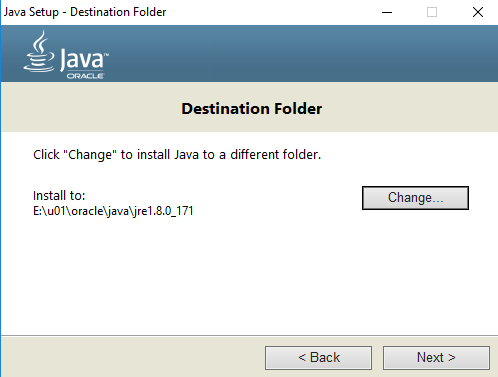 Java Setup - Destination Folder
Java™
ORACLE
Destination Folder
Click "Change" to install Java to a different folder.
Install to:
E:\u01\oracle\java\jre1.8.0_171
Change...
< Back
Next >